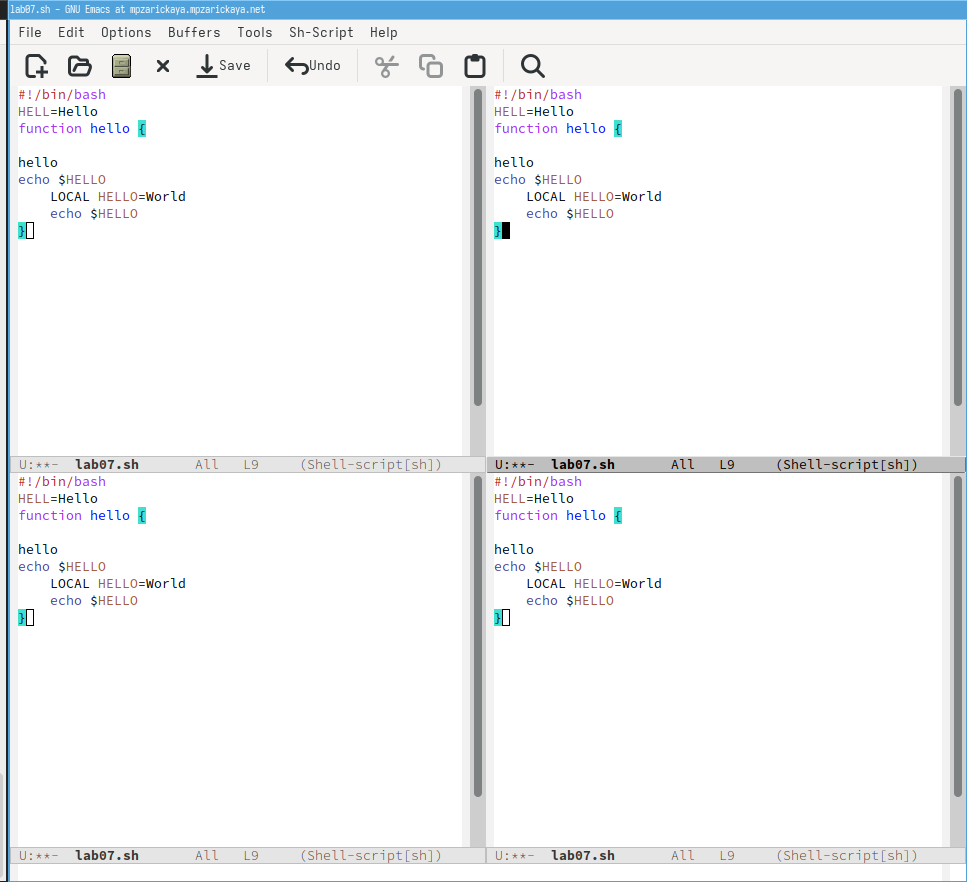 lab07.sh - GNU Emacs at mpzarickaya.mpzarickaya.net
File Edit Options Buffers Tools Sh-Script Help
Save Undo
#!/bin/bash
HELL=Hello
function hello {

hello
echo $HELLO
    LOCAL HELLO=World
    echo $HELLO
}
U:**- lab07.sh All L9 (Shell-script[sh])
#!/bin/bash
HELL=Hello
function hello {

hello
echo $HELLO
    LOCAL HELLO=World
    echo $HELLO
}
U:**- lab07.sh All L9 (Shell-script[sh])
#!/bin/bash
HELL=Hello
function hello {

hello
echo $HELLO
    LOCAL HELLO=World
    echo $HELLO
}
U:**- lab07.sh All L9 (Shell-script[sh])
#!/bin/bash
HELL=Hello
function hello {

hello
echo $HELLO
    LOCAL HELLO=World
    echo $HELLO
}
U:**- lab07.sh All L9 (Shell-script[sh])